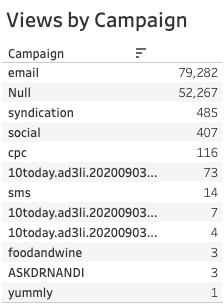 Views by Campaign
Campaign
email 79,282
Null 52,267
syndication 485
social 407
cpc 116
10today.ad3li.20200903... 73
sms 14
10today.ad3li.20200903... 7
10today.ad3li.20200903... 4
foodandwine 3
ASKDRNANDI 3
yummly 1